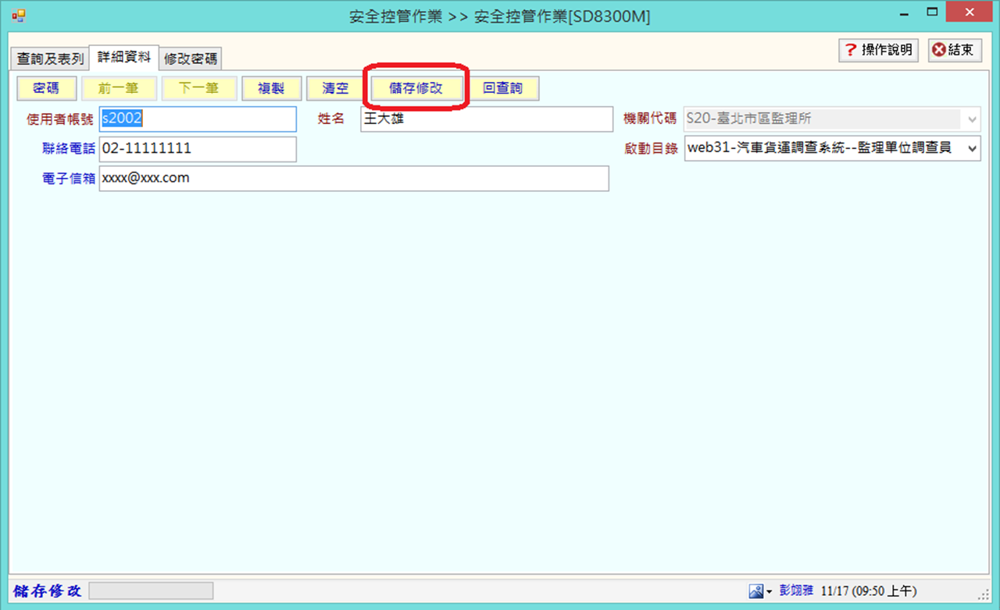 安全控管作業 >> 安全控管作業[SD8300M]
查詢及表列 詳細資料 修改密碼 ? 操作說明 結束
密碼 前一筆 下一筆 複製 清空 儲存修改 回查詢
使用者帳號 s2002 姓名 王大雄 機關代碼 S20-臺北市區監理所
聯絡電話 02-11111111 啟動目錄 web31-汽車貨運調查系統--監理單位調查員
電子信箱 xxxx@xxx.com
儲存修改 彭翊雅 11/17 (09:50 上午)